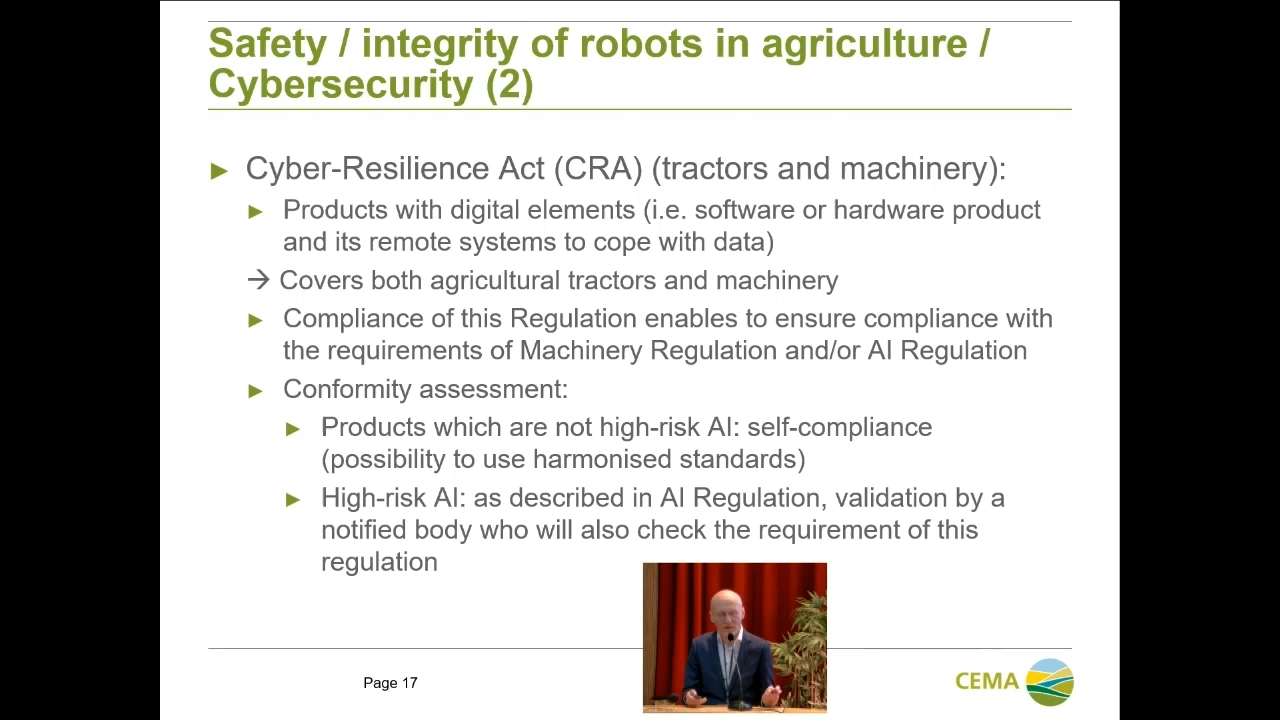 Safety / integrity of robots in agriculture /
Cybersecurity (2)
► Cyber-Resilience Act (CRA) (tractors and machinery):
► Products with digital elements (i.e. software or hardware product
and its remote systems to cope with data)
→ Covers both agricultural tractors and machinery
► Compliance of this Regulation enables to ensure compliance with
the requirements of Machinery Regulation and/or AI Regulation
► Conformity assessment:
► Products which are not high-risk AI: self-compliance
(possibility to use harmonised standards)
► High-risk AI: as described in AI Regulation, validation by a
notified body who will also check the requirement of this
regulation
Page 17
CEMA